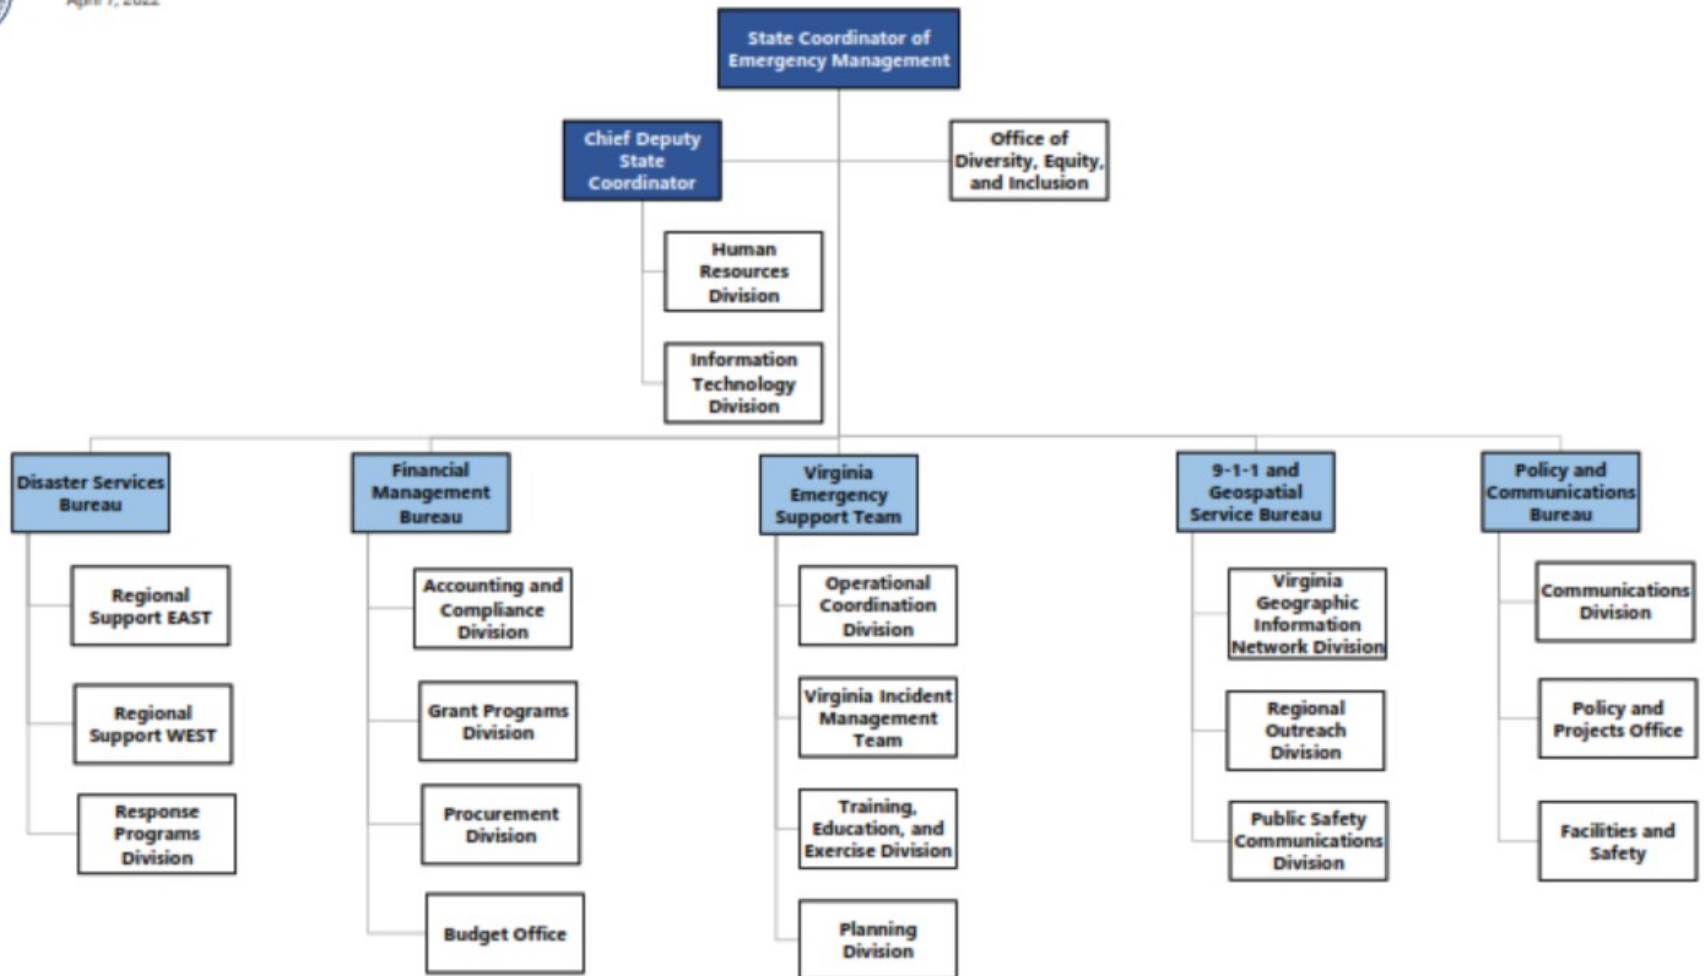 April 7, 2022
State Coordinator of
Emergency Management
Chief Deputy
State
Coordinator
Office of
Diversity, Equity,
and Inclusion
Human
Resources
Division
Information
Technology
Division
Disaster Services
Bureau
Financial
Management
Bureau
Virginia
Emergency
Support Team
9-1-1 and
Geospatial
Service Bureau
Policy and
Communications
Bureau
Regional
Support EAST
Regional
Support WEST
Response
Programs
Division
Accounting and
Compliance
Division
Grant Programs
Division
Procurement
Division
Budget Office
Operational
Coordination
Division
Virginia Incident
Management
Team
Training,
Education, and
Exercise Division
Planning
Division
Virginia
Geographic
Information
Network Division
Regional
Outreach
Division
Public Safety
Communications
Division
Communications
Division
Policy and
Projects Office
Facilities and
Safety